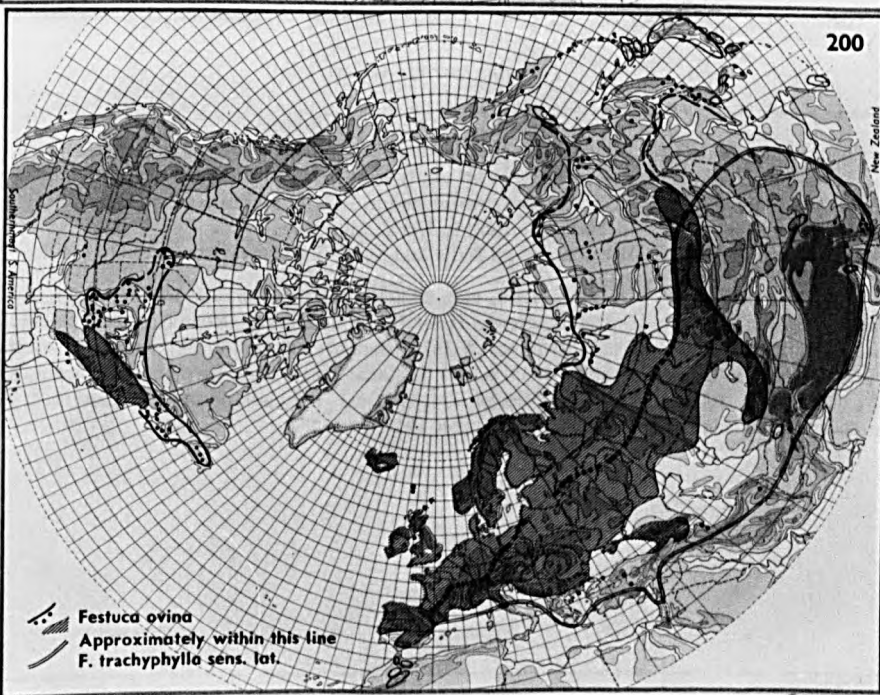 200
New Zealand
Southernmost S. America
Festuca ovina
Approximately within this line
F. trachyphylla sens. lat.